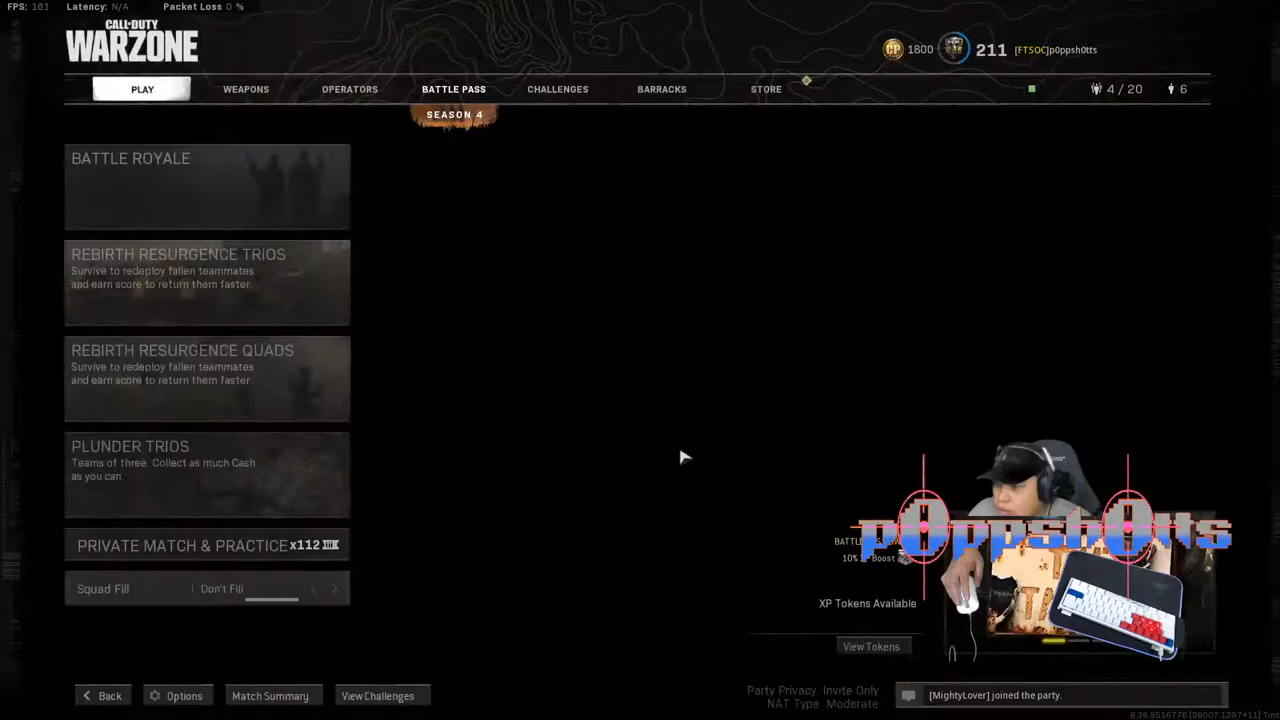 FPS: 161 Latency: N/A Packet Loss 0 %
CALL·DUTY
WARZONE
1800 211 [FTSOC]p0ppsh0tts
PLAY WEAPONS OPERATORS BATTLE PASS CHALLENGES BARRACKS STORE 4 / 20 6
SEASON 4
BATTLE ROYALE
REBIRTH RESURGENCE TRIOS
Survive to redeploy fallen teammates
and earn score to return them faster.
REBIRTH RESURGENCE QUADS
Survive to redeploy fallen teammates
and earn score to return them faster.
PLUNDER TRIOS
Teams of three. Collect as much Cash
as you can.
PRIVATE MATCH & PRACTICE x112
Squad Fill Don't Fill
p0ppsh0tts
10% Boost
XP Tokens Available
View Tokens
Back Options Match Summary View Challenges
Party Privacy: Invite Only
NAT Type: Moderate
[MightyLover] joined the party.